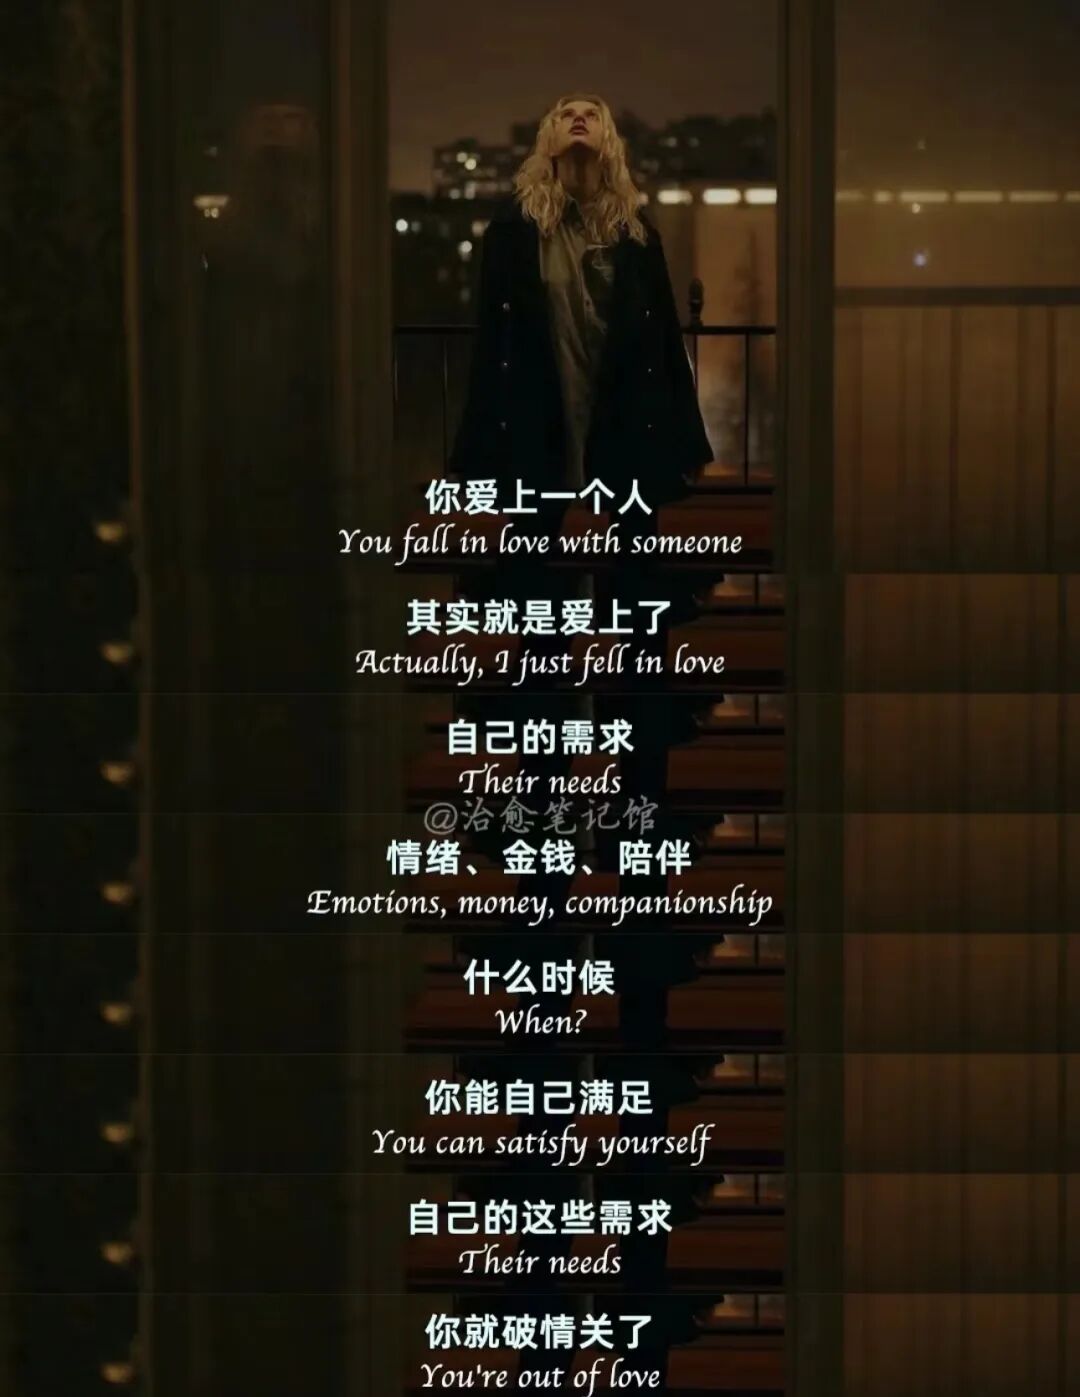 你爱上一个人
You fall in love with someone
其实就是爱上了
Actually, I just fell in love
自己的需求
Their needs
@治愈笔记馆
情绪、金钱、陪伴
Emotions, money, companionship
什么时候
When?
你能自己满足
You can satisfy yourself
自己的这些需求
Their needs
你就破情关了
You're out of love